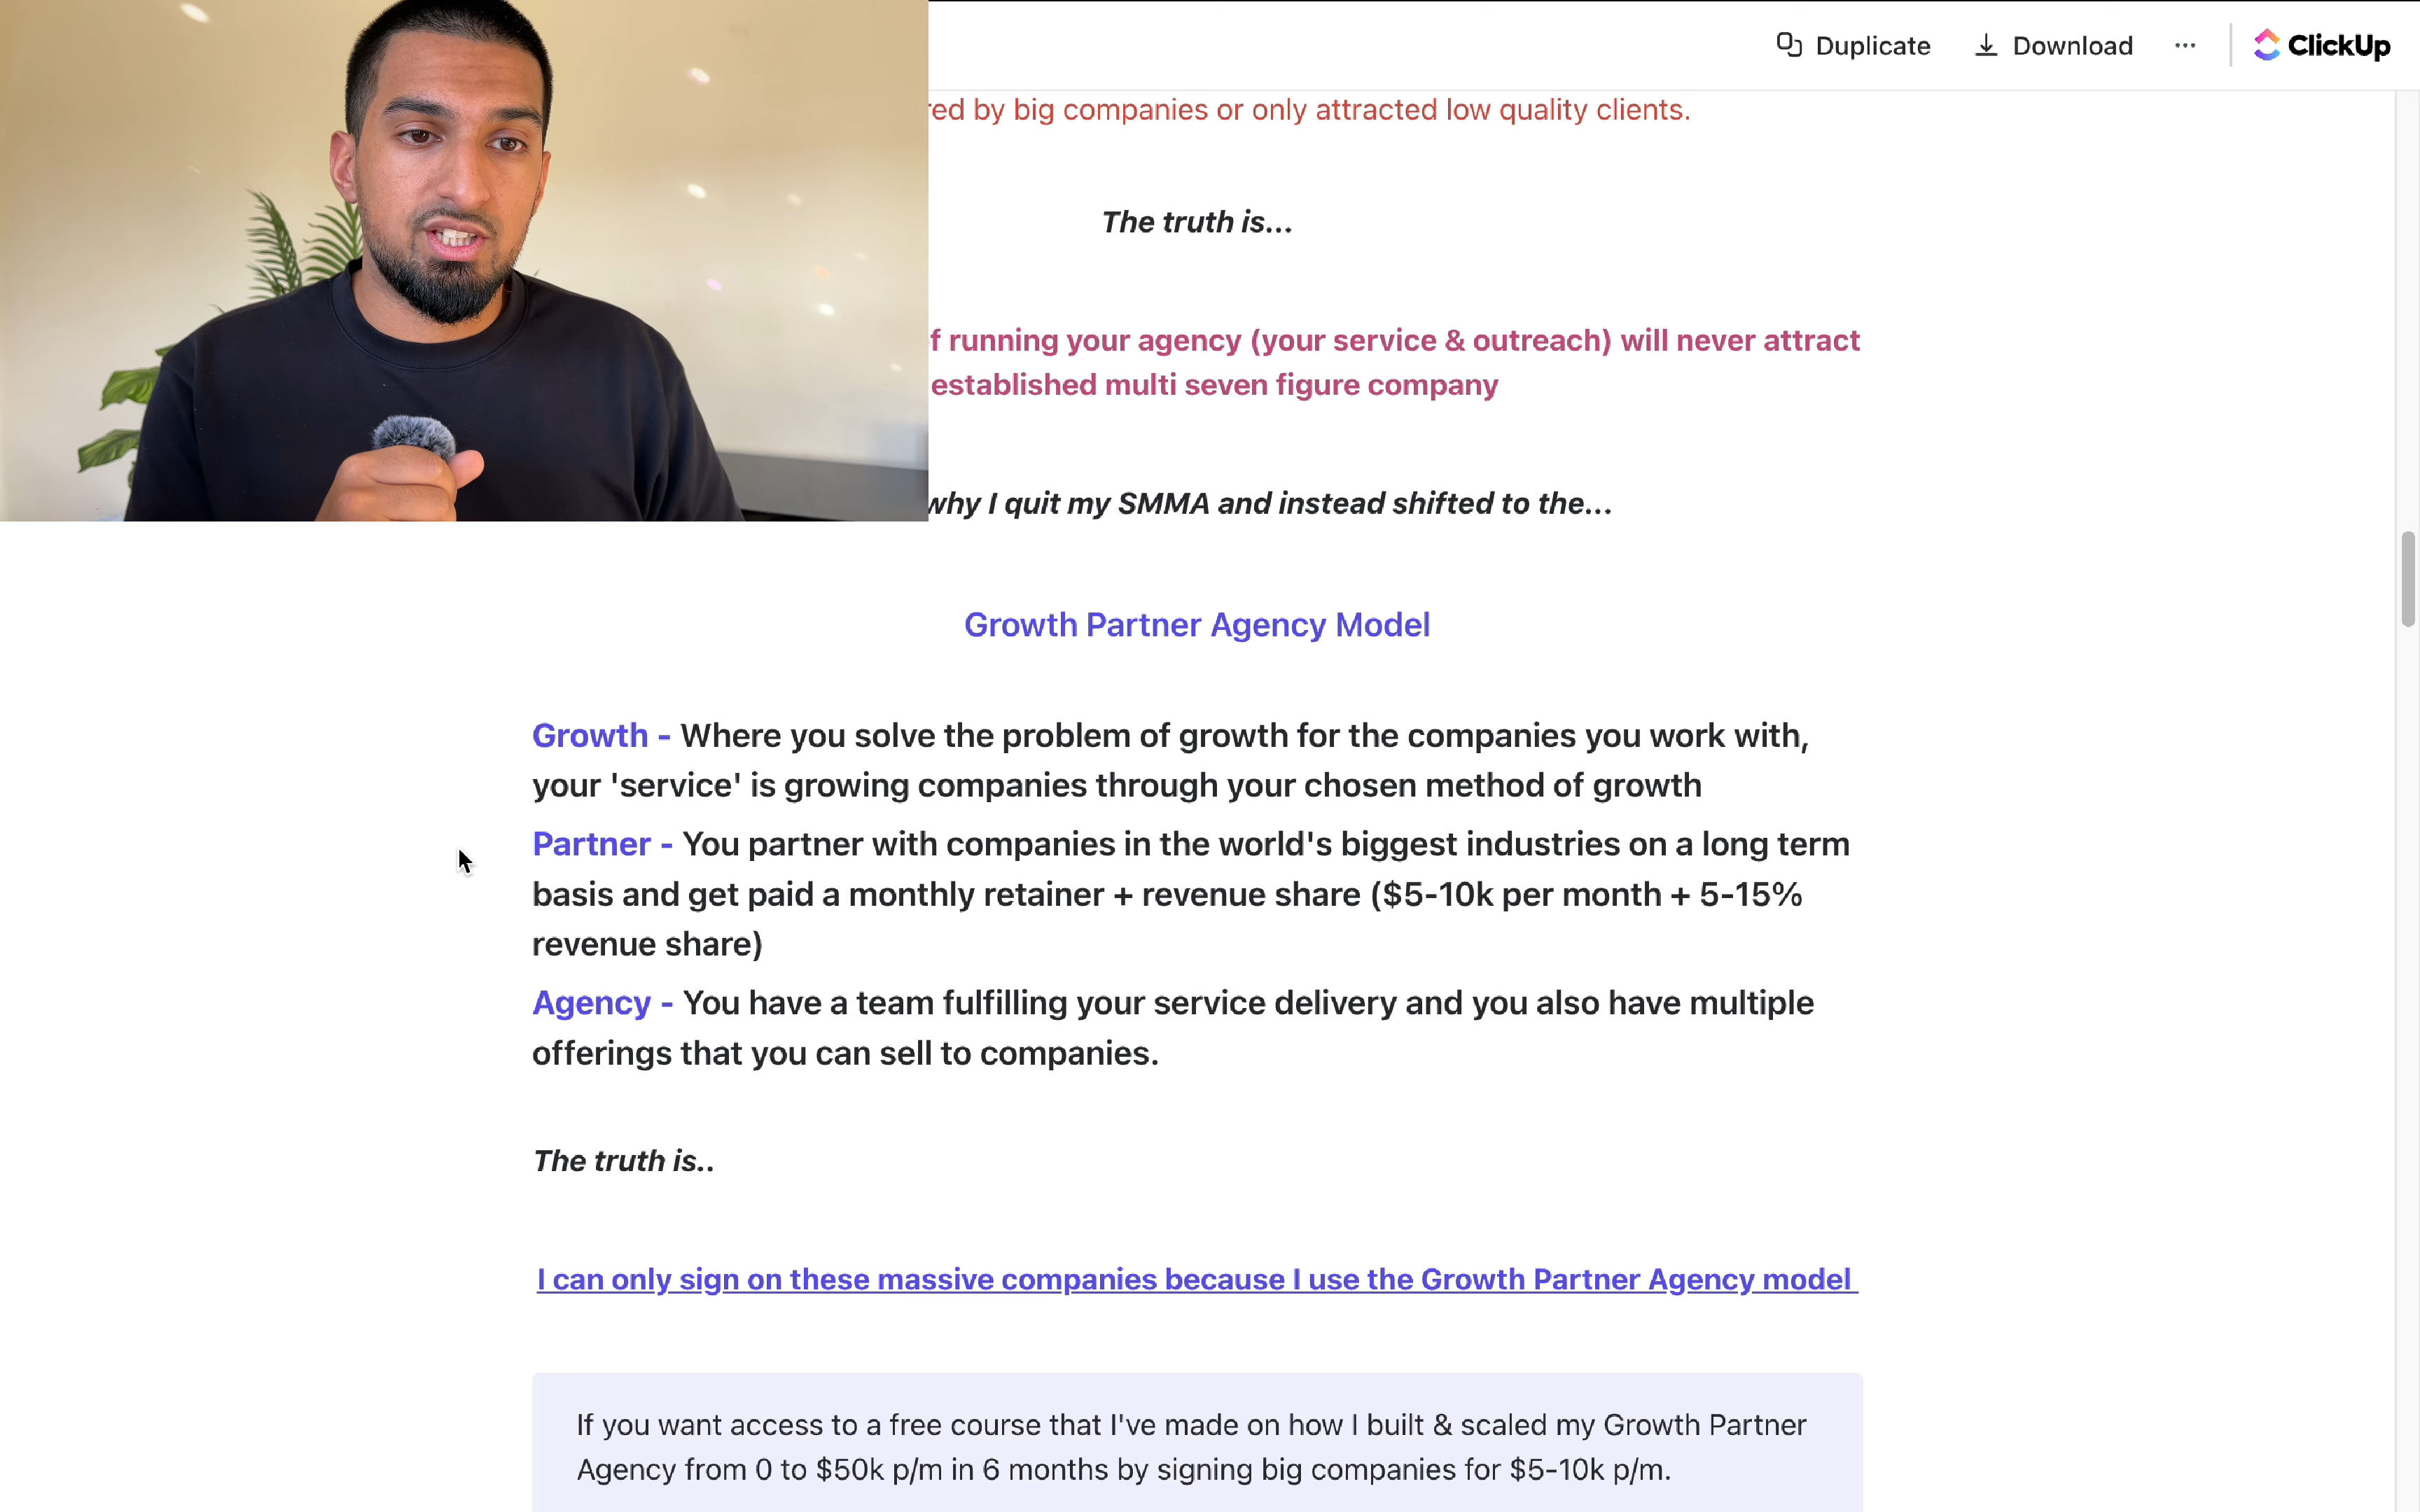 Duplicate
Download
ClickUp
red by big companies or only attracted low quality clients.
The truth is...
f running your agency (your service & outreach) will never attract
established multi seven figure company
why I quit my SMMA and instead shifted to the...
Growth Partner Agency Model
Growth - Where you solve the problem of growth for the companies you work with,
your 'service' is growing companies through your chosen method of growth
Partner - You partner with companies in the world's biggest industries on a long term
basis and get paid a monthly retainer + revenue share ($5-10k per month + 5-15%
revenue share)
Agency - You have a team fulfilling your service delivery and you also have multiple
offerings that you can sell to companies.
The truth is..
I can only sign on these massive companies because I use the Growth Partner Agency model
If you want access to a free course that I've made on how I built & scaled my Growth Partner
Agency from 0 to $50k p/m in 6 months by signing big companies for $5-10k p/m.